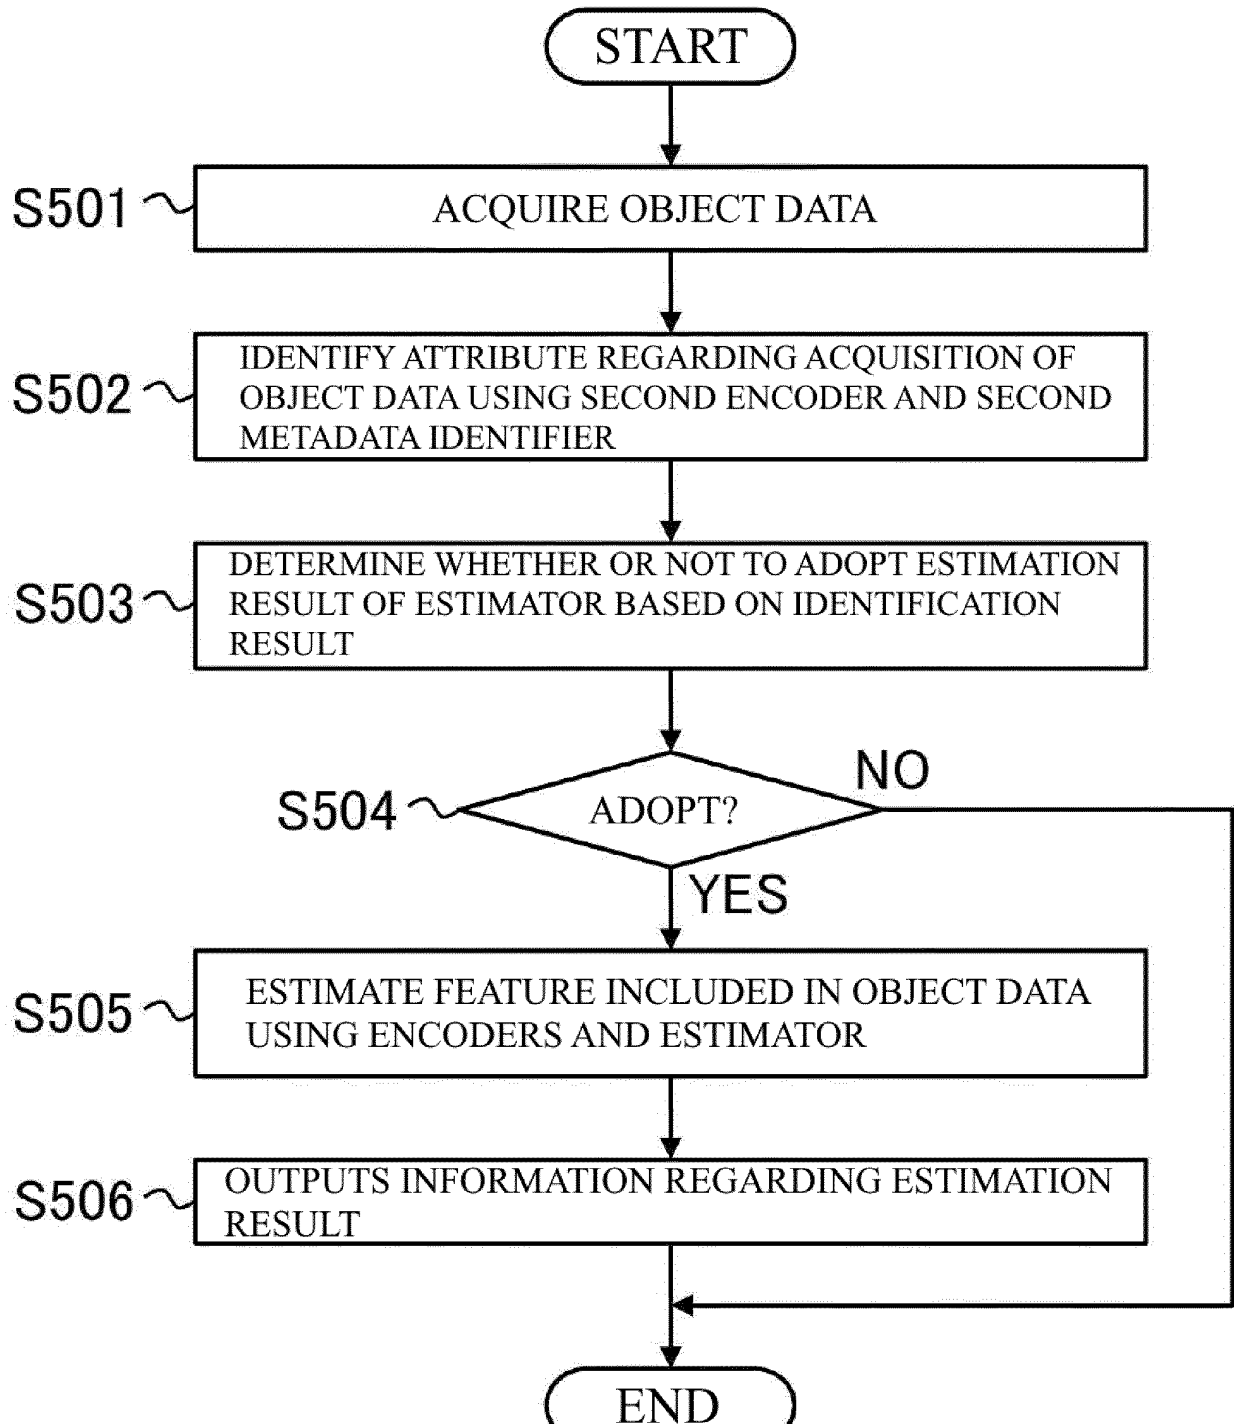 START
S501
ACQUIRE OBJECT DATA
S502
IDENTIFY ATTRIBUTE REGARDING ACQUISITION OF
OBJECT DATA USING SECOND ENCODER AND SECOND
METADATA IDENTIFIER
S503
DETERMINE WHETHER OR NOT TO ADOPT ESTIMATION
RESULT OF ESTIMATOR BASED ON IDENTIFICATION
RESULT
S504
ADOPT?
NO
YES
S505
ESTIMATE FEATURE INCLUDED IN OBJECT DATA
USING ENCODERS AND ESTIMATOR
S506
OUTPUTS INFORMATION REGARDING ESTIMATION
RESULT
END